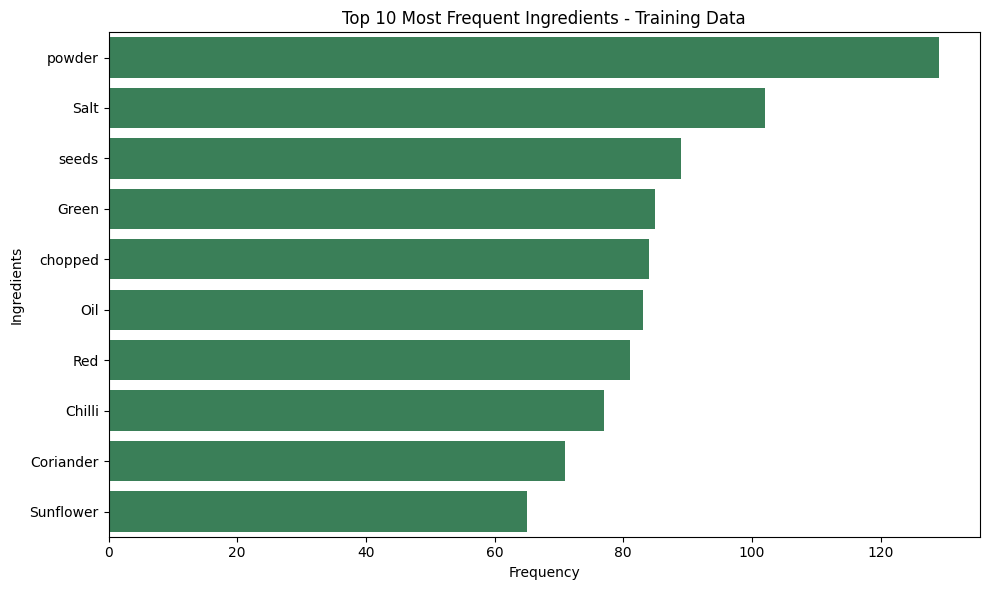 Top 10 Most Frequent Ingredients - Training Data
Ingredients
powder
Salt
seeds
Green
chopped
Oil
Red
Chilli
Coriander
Sunflower
0 20 40 60 80 100 120
Frequency